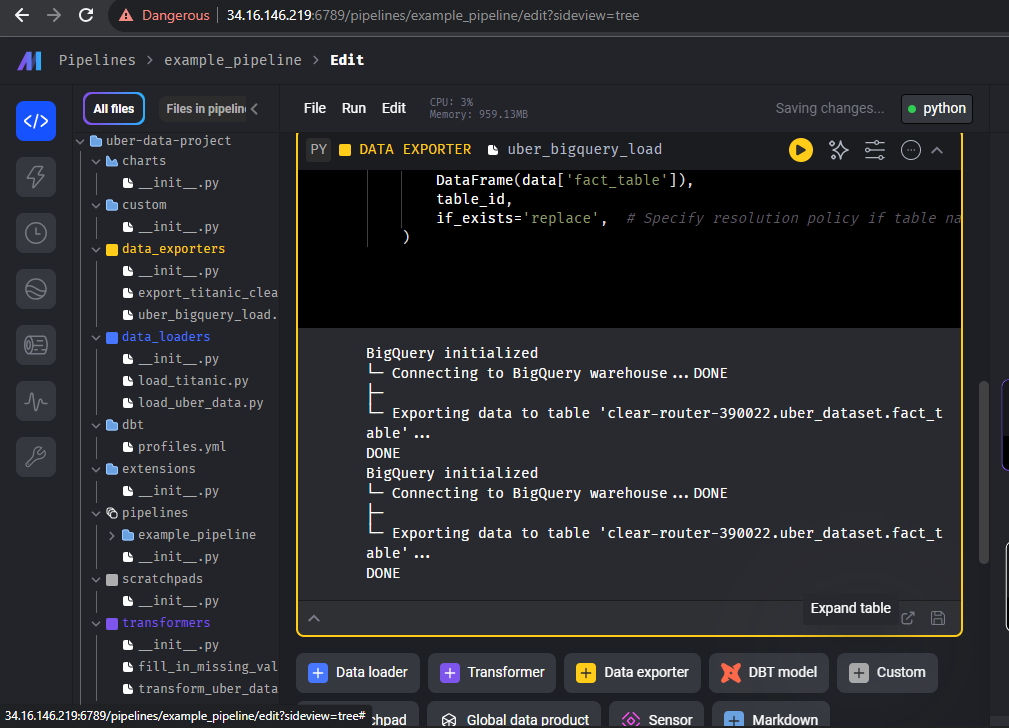 Dangerous 34.16.146.219:6789/pipelines/example_pipeline/edit?sideview=tree
Pipelines > example_pipeline > Edit
All files Files in pipelin
File Run Edit CPU: 3% Memory: 959.13MB Saving changes... python
uber-data-project
charts
__init__.py
custom
__init__.py
data_exporters
__init__.py
export_titanic_clea
uber_bigquery_load.
data_loaders
__init__.py
load_titanic.py
load_uber_data.py
dbt
profiles.yml
extensions
__init__.py
pipelines
example_pipeline
__init__.py
scratchpads
__init__.py
transformers
__init__.py
fill_in_missing_val
transform_uber_data
PY DATA EXPORTER uber_bigquery_load
DataFrame(data['fact_table']),
table_id,
if_exists='replace', # Specify resolution policy if table na
)
BigQuery initialized
└─ Connecting to BigQuery warehouse...DONE
├─
└─ Exporting data to table 'clear-router-390022.uber_dataset.fact_t
able'...
DONE
BigQuery initialized
└─ Connecting to BigQuery warehouse...DONE
├─
└─ Exporting data to table 'clear-router-390022.uber_dataset.fact_t
able'...
DONE
Expand table
Data loader Transformer Data exporter DBT model Custom
chpad Global data product Sensor Markdown
34.16.146.219:6789/pipelines/example_pipeline/edit?sideview=tree#